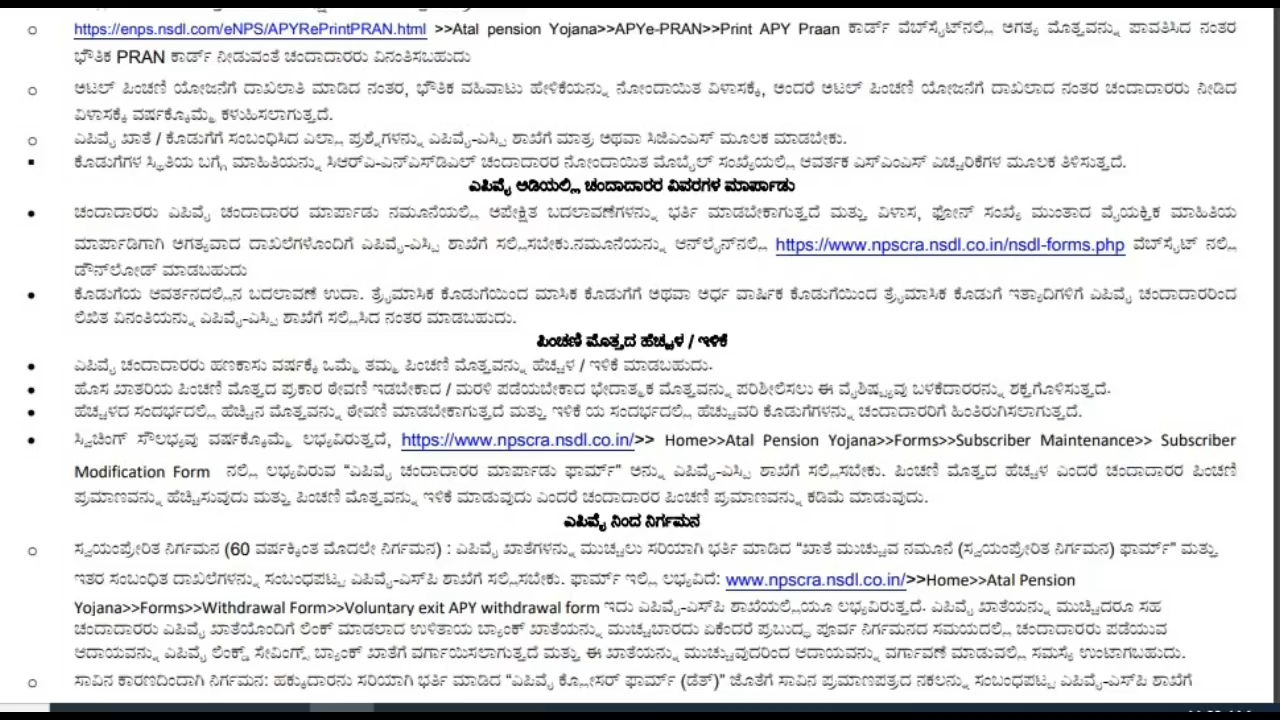 https://enps.nsdl.com/eNPS/APYRePrintPRAN.html >>Atal pension Yojana>>APYe-PRAN>>Print APY Praan ಕಾರ್ಡ್ ವೆಬ್‌ಸೈಟ್‌ನಲ್ಲಿ ಅಗತ್ಯ ಮೊತ್ತವನ್ನು ಪಾವತಿಸಿದ ನಂತರ
ಭೌತಿಕ PRAN ಕಾರ್ಡ್ ನೀಡುವಂತೆ ಚಂದಾದಾರರು ವಿನಂತಿಸಬಹುದು
ಅಟಲ್ ಪಿಂಚಣಿ ಯೋಜನೆಗೆ ದಾಖಲಾತಿ ಮಾಡಿದ ನಂತರ, ಭೌತಿಕ ವಹಿವಾಟು ಹೇಳಿಕೆಯನ್ನು ನೋಂದಾಯಿತ ವಿಳಾಸಕ್ಕೆ, ಅಂದರೆ ಅಟಲ್ ಪಿಂಚಣಿ ಯೋಜನೆಗೆ ದಾಖಲಾದ ನಂತರ ಚಂದಾದಾರರು ನೀಡಿದ
ವಿಳಾಸಕ್ಕೆ ವರ್ಷಕ್ಕೊಮ್ಮೆ ಕಳುಹಿಸಲಾಗುತ್ತದೆ.
ಎಪಿವೈ ಖಾತೆ / ಕೊಡುಗೆಗೆ ಸಂಬಂಧಿಸಿದ ಎಲ್ಲಾ ಪ್ರಶ್ನೆಗಳನ್ನು ಎಪಿವೈ-ಎಸ್ಪಿ ಶಾಖೆಗೆ ಮಾತ್ರ ಅಥವಾ ಸಿಜಿಎಂಎಸ್ ಮೂಲಕ ಮಾಡಬೇಕು.
ಕೊಡುಗೆಗಳ ಸ್ಥಿತಿಯ ಬಗ್ಗೆ ಮಾಹಿತಿಯನ್ನು ಸಿಆರ್‌ಎ-ಎನ್‌ಎಸ್‌ಡಿಎಲ್ ಚಂದಾದಾರರ ನೋಂದಾಯಿತ ಮೊಬೈಲ್ ಸಂಖ್ಯೆಯಲ್ಲಿ ಆವರ್ತಕ ಎಸ್‌ಎಂಎಸ್ ಎಚ್ಚರಿಕೆಗಳ ಮೂಲಕ ತಿಳಿಸುತ್ತದೆ.
ಎಪಿವೈ ಅಡಿಯಲ್ಲಿ ಚಂದಾದಾರರ ವಿವರಗಳ ಮಾರ್ಪಾಡು
ಚಂದಾದಾರರು ಎಪಿವೈ ಚಂದಾದಾರರ ಮಾರ್ಪಾಡು ನಮೂನೆಯಲ್ಲಿ ಅಪೇಕ್ಷಿತ ಬದಲಾವಣೆಗಳನ್ನು ಭರ್ತಿ ಮಾಡಬೇಕಾಗುತ್ತದೆ ಮತ್ತು ವಿಳಾಸ, ಫೋನ್ ಸಂಖ್ಯೆ ಮುಂತಾದ ವೈಯಕ್ತಿಕ ಮಾಹಿತಿಯ
ಮಾರ್ಪಾಡಿಗಾಗಿ ಅಗತ್ಯವಾದ ದಾಖಲೆಗಳೊಂದಿಗೆ ಎಪಿವೈ-ಎಸ್ಪಿ ಶಾಖೆಗೆ ಸಲ್ಲಿಸಬೇಕು.ನಮೂನೆಯನ್ನು ಆನ್‌ಲೈನ್‌ನಲ್ಲಿ https://www.npscra.nsdl.co.in/nsdl-forms.php ವೆಬ್‌ಸೈಟ್ ನಲ್ಲಿ
ಡೌನ್‌ಲೋಡ್ ಮಾಡಬಹುದು
ಕೊಡುಗೆಯ ಆವರ್ತನದಲ್ಲಿನ ಬದಲಾವಣೆ ಉದಾ. ತ್ರೈಮಾಸಿಕ ಕೊಡುಗೆಯಿಂದ ಮಾಸಿಕ ಕೊಡುಗೆಗೆ ಅಥವಾ ಅರ್ಧ ವಾರ್ಷಿಕ ಕೊಡುಗೆಯಿಂದ ತ್ರೈಮಾಸಿಕ ಕೊಡುಗೆ ಇತ್ಯಾದಿಗಳಿಗೆ ಎಪಿವೈ ಚಂದಾದಾರರಿಂದ
ಲಿಖಿತ ವಿನಂತಿಯನ್ನು ಎಪಿವೈ-ಎಸ್ಪಿ ಶಾಖೆಗೆ ಸಲ್ಲಿಸಿದ ನಂತರ ಮಾಡಬಹುದು.
ಪಿಂಚಣಿ ಮೊತ್ತದ ಹೆಚ್ಚಳ / ಇಳಿಕೆ
ಎಪಿವೈ ಚಂದಾದಾರರು ಹಣಕಾಸು ವರ್ಷಕ್ಕೆ ಒಮ್ಮೆ ತಮ್ಮ ಪಿಂಚಣಿ ಮೊತ್ತವನ್ನು ಹೆಚ್ಚಳ / ಇಳಿಕೆ ಮಾಡಬಹುದು.
ಹೊಸ ಖಾತರಿಯ ಪಿಂಚಣಿ ಮೊತ್ತದ ಪ್ರಕಾರ ಠೇವಣಿ ಇಡಬೇಕಾದ / ಮರಳಿ ಪಡೆಯಬೇಕಾದ ಭೇದಾತ್ಮಕ ಮೊತ್ತವನ್ನು ಪರಿಶೀಲಿಸಲು ಈ ವೈಶಿಷ್ಟ್ಯವು ಬಳಕೆದಾರರನ್ನು ಶಕ್ತಗೊಳಿಸುತ್ತದೆ.
ಹೆಚ್ಚಳದ ಸಂದರ್ಭದಲ್ಲಿ ಹೆಚ್ಚಿನ ಮೊತ್ತವನ್ನು ಠೇವಣಿ ಮಾಡಬೇಕಾಗುತ್ತದೆ ಮತ್ತು ಇಳಿಕೆ ಯ ಸಂದರ್ಭದಲ್ಲಿ ಹೆಚ್ಚುವರಿ ಕೊಡುಗೆಗಳನ್ನು ಚಂದಾದಾರರಿಗೆ ಹಿಂತಿರುಗಿಸಲಾಗುತ್ತದೆ.
ಸ್ವಿಚಿಂಗ್ ಸೌಲಭ್ಯವು ವರ್ಷಕ್ಕೊಮ್ಮೆ ಲಭ್ಯವಿರುತ್ತದೆ, https://www.npscra.nsdl.co.in/>> Home>>Atal Pension Yojana>>Forms>>Subscriber Maintenance>> Subscriber
Modification Form ನಲ್ಲಿ ಲಭ್ಯವಿರುವ “ಎಪಿವೈ ಚಂದಾದಾರರ ಮಾರ್ಪಾಡು ಫಾರ್ಮ್” ಅನ್ನು ಎಪಿವೈ-ಎಸ್ಪಿ ಶಾಖೆಗೆ ಸಲ್ಲಿಸಬೇಕು. ಪಿಂಚಣಿ ಮೊತ್ತದ ಹೆಚ್ಚಳ ಎಂದರೆ ಚಂದಾದಾರರ ಪಿಂಚಣಿ
ಪ್ರಮಾಣವನ್ನು ಹೆಚ್ಚಿಸುವುದು ಮತ್ತು ಪಿಂಚಣಿ ಮೊತ್ತವನ್ನು ಇಳಿಕೆ ಮಾಡುವುದು ಎಂದರೆ ಚಂದಾದಾರರ ಪಿಂಚಣಿ ಪ್ರಮಾಣವನ್ನು ಕಡಿಮೆ ಮಾಡುವುದು.
ಎಪಿವೈ ನಿಂದ ನಿರ್ಗಮನ
ಸ್ವಯಂಪ್ರೇರಿತ ನಿರ್ಗಮನ (60 ವರ್ಷಕ್ಕಿಂತ ಮೊದಲೇ ನಿರ್ಗಮನ) : ಎಪಿವೈ ಖಾತೆಗಳನ್ನು ಮುಚ್ಚಲು ಸರಿಯಾಗಿ ಭರ್ತಿ ಮಾಡಿದ “ಖಾತೆ ಮುಚ್ಚುವ ನಮೂನೆ (ಸ್ವಯಂಪ್ರೇರಿತ ನಿರ್ಗಮನ) ಫಾರ್ಮ್” ಮತ್ತು
ಇತರ ಸಂಬಂಧಿತ ದಾಖಲೆಗಳನ್ನು ಸಂಬಂಧಪಟ್ಟ ಎಪಿವೈ-ಎಸ್‌ಪಿ ಶಾಖೆಗೆ ಸಲ್ಲಿಸಬೇಕು. ಫಾರ್ಮ್ ಇಲ್ಲಿ ಲಭ್ಯವಿದೆ: www.npscra.nsdl.co.in/>>Home>>Atal Pension
Yojana>>Forms>>Withdrawal Form>>Voluntary exit APY withdrawal form ಇದು ಎಪಿವೈ-ಎಸ್‌ಪಿ ಶಾಖೆಯಲ್ಲಿಯೂ ಲಭ್ಯವಿರುತ್ತದೆ. ಎಪಿವೈ ಖಾತೆಯನ್ನು ಮುಚ್ಚಿದರೂ ಸಹ
ಚಂದಾದಾರರು ಎಪಿವೈ ಖಾತೆಯೊಂದಿಗೆ ಲಿಂಕ್ ಮಾಡಲಾದ ಉಳಿತಾಯ ಬ್ಯಾಂಕ್ ಖಾತೆಯನ್ನು ಮುಚ್ಚಬಾರದು ಏಕೆಂದರೆ ಪ್ರಬುದ್ಧ ಪೂರ್ವ ನಿರ್ಗಮನದ ಸಮಯದಲ್ಲಿ ಚಂದಾದಾರರು ಪಡೆಯುವ
ಆದಾಯವನ್ನು ಎಪಿವೈ ಲಿಂಕ್ಡ್ ಸೇವಿಂಗ್ಸ್ ಬ್ಯಾಂಕ್ ಖಾತೆಗೆ ವರ್ಗಾಯಿಸಲಾಗುತ್ತದೆ ಮತ್ತು ಈ ಖಾತೆಯನ್ನು ಮುಚ್ಚುವುದರಿಂದ ಆದಾಯವನ್ನು ವರ್ಗಾವಣೆ ಮಾಡುವಲ್ಲಿ ಸಮಸ್ಯೆ ಉಂಟಾಗಬಹುದು.
ಸಾವಿನ ಕಾರಣದಿಂದಾಗಿ ನಿರ್ಗಮನ: ಹಕ್ಕುದಾರನು ಸರಿಯಾಗಿ ಭರ್ತಿ ಮಾಡಿದ “ಎಪಿವೈ ಕ್ಲೋಸರ್ ಫಾರ್ಮ್ (ಡೆತ್)” ಜೊತೆಗೆ ಸಾವಿನ ಪ್ರಮಾಣಪತ್ರದ ನಕಲನ್ನು ಸಂಬಂಧಪಟ್ಟ ಎಪಿವೈ-ಎಸ್‌ಪಿ ಶಾಖೆಗೆ